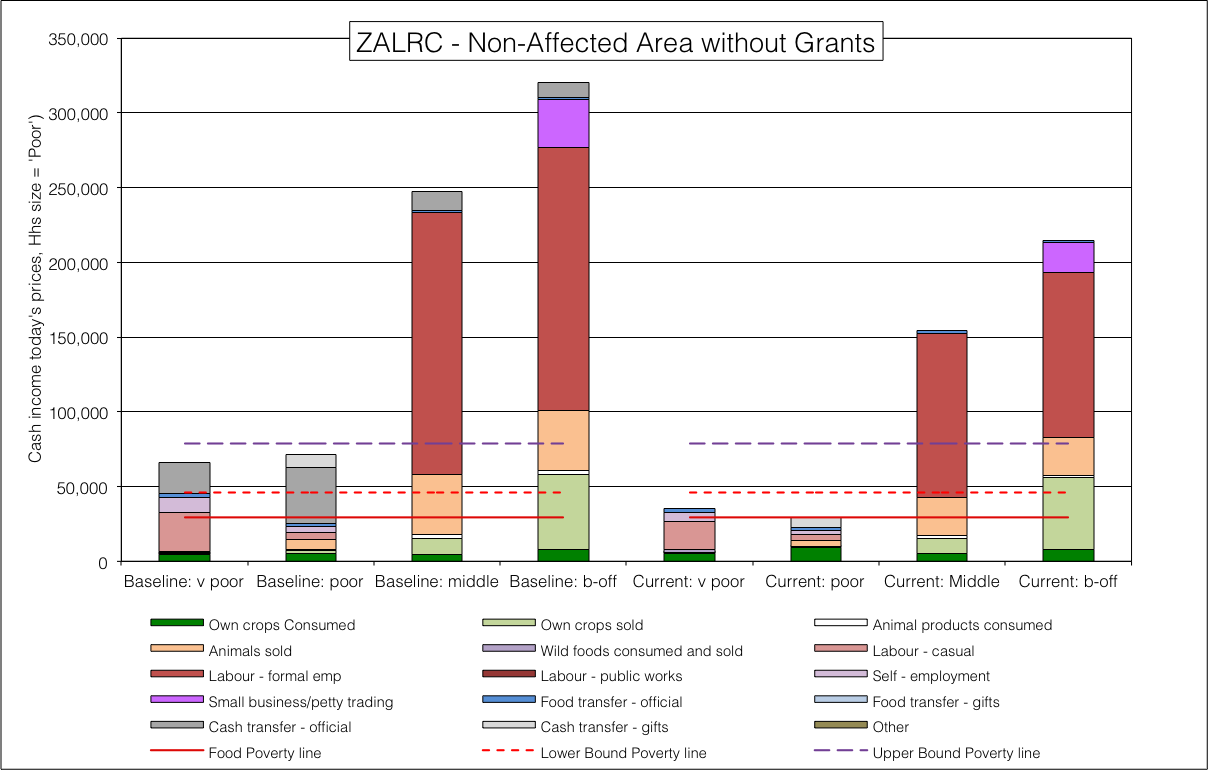 ZALRC - Non-Affected Area without Grants
Cash income today's prices, Hhs size = 'Poor')
350,000
300,000
250,000
200,000
150,000
100,000
50,000
0
Baseline: v poor Baseline: poor Baseline: middle Baseline: b-off Current: v poor Current: poor Current: Middle Current: b-off
Own crops Consumed Own crops sold Animal products consumed
Animals sold Wild foods consumed and sold Labour - casual
Labour - formal emp Labour - public works Self - employment
Small business/petty trading Food transfer - official Food transfer - gifts
Cash transfer - official Cash transfer - gifts Other
Food Poverty line Lower Bound Poverty line Upper Bound Poverty line